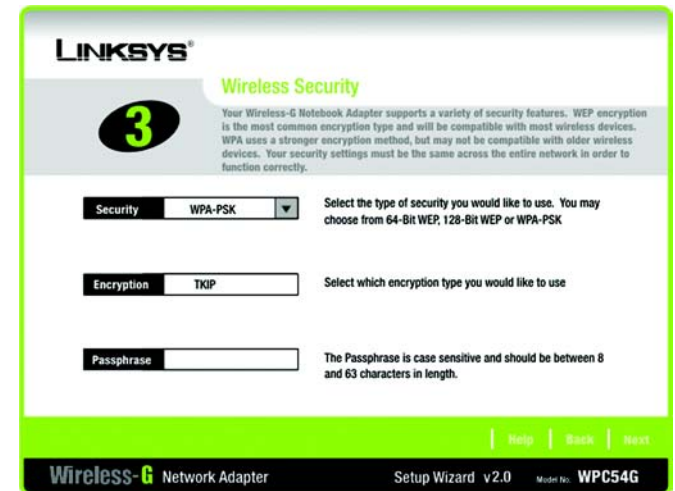 LINKSYS®
Wireless Security
3
Your Wireless-G Notebook Adapter supports a variety of security features. WEP encryption
is the most common encryption type and will be compatible with most wireless devices.
WPA uses a stronger encryption method, but may not be compatible with older wireless
devices. Your security settings must be the same across the entire network in order to
function correctly.
Security WPA-PSK
Select the type of security you would like to use. You may
choose from 64-Bit WEP, 128-Bit WEP or WPA-PSK
Encryption TKIP
Select which encryption type you would like to use
Passphrase
The Passphrase is case sensitive and should be between 8
and 63 characters in length.
Help Back Next
Wireless-G Network Adapter Setup Wizard v2.0 Model No. WPC54G